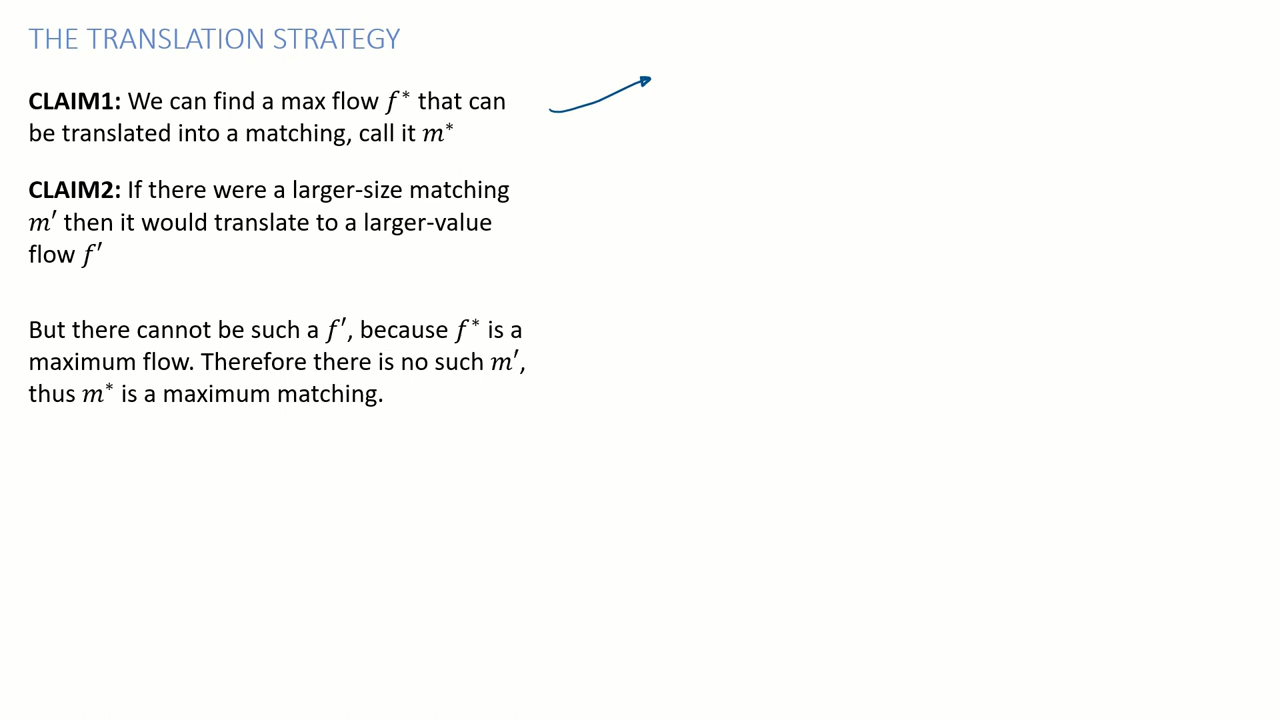 THE TRANSLATION STRATEGY
CLAIM1: We can find a max flow f* that can
be translated into a matching, call it m*
CLAIM2: If there were a larger-size matching
m′ then it would translate to a larger-value
flow f′
But there cannot be such a f′, because f* is a
maximum flow. Therefore there is no such m′,
thus m* is a maximum matching.